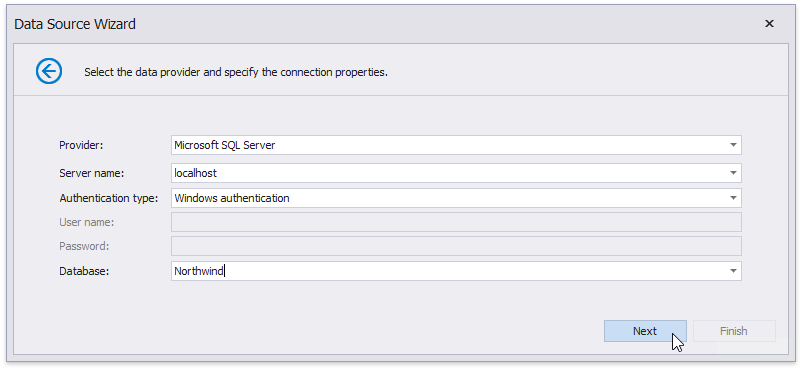 Data Source Wizard
Select the data provider and specify the connection properties.
Provider: Microsoft SQL Server
Server name: localhost
Authentication type: Windows authentication
User name:
Password:
Database: Northwind
Next Finish